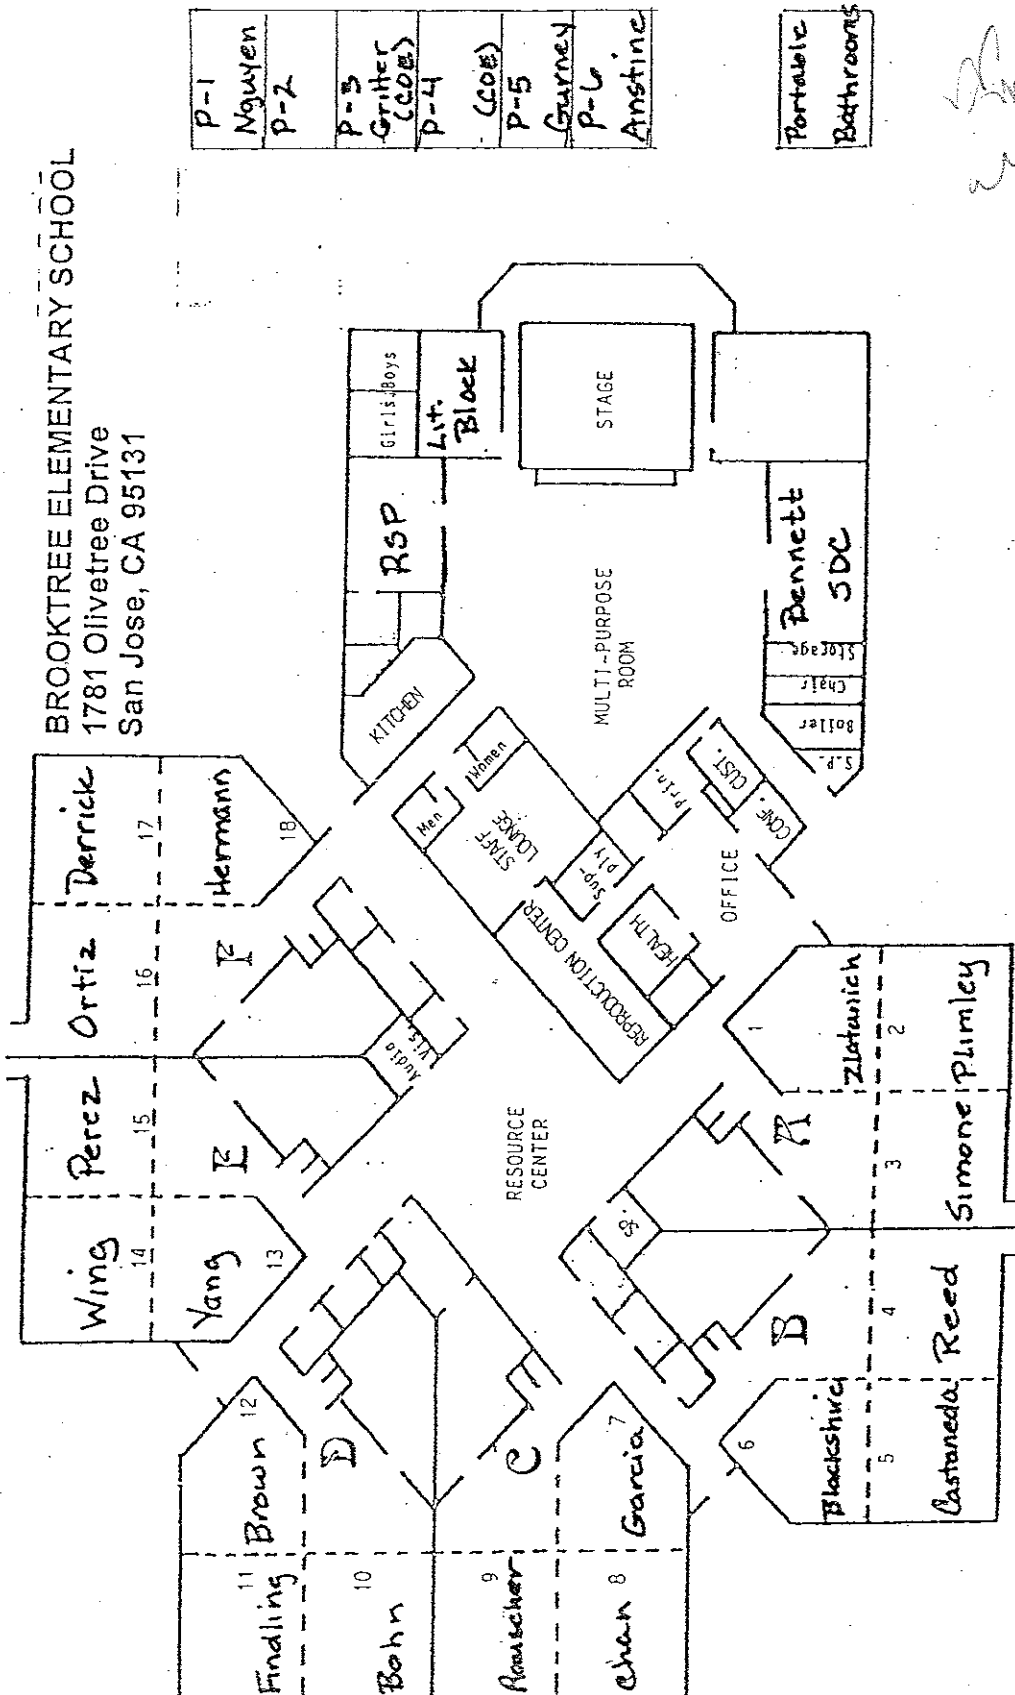 BROOKTREE ELEMENTARY SCHOOL
1781 Olivetree Drive
San Jose, CA 95131
P-1
Nguyen
P-2
P-3
Gritter
(COE)
P-4
(COE)
P-5
Gurney
P-6
Anstine
Portable
Bathrooms
Derrick
17
Hermann
18
Ortiz
16
F
Perez
15
E
Wing
14
Yang
13
12
Brown
11
Findling
D
10
Bohn
9
C
7
Garcia
8
Chan
6
Blackshire
5
Castaneda
4
Reed
B
3
Simone
A
1
Zlatunich
2
Plimley
Girls
Boys
Lit.
Block
RSP
KITCHEN
STAGE
MULTI-PURPOSE
ROOM
Bennett
SDC
Storage
Chair
Boiler
S.P.
Men
Women
STAFF
LOUNGE
Sup-
ply
Prin.
CUST.
CONF.
OFFICE
HEALTH
REPRODUCTION CENTER
Audio
Vis.
RESOURCE
CENTER